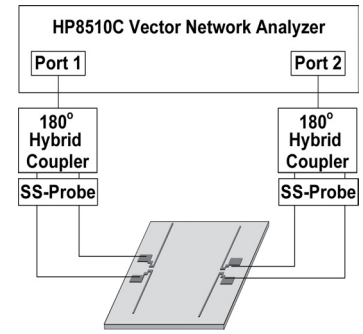 HP8510C Vector Network Analyzer
Port 1
Port 2
180°
Hybrid
Coupler
180°
Hybrid
Coupler
SS-Probe
SS-Probe